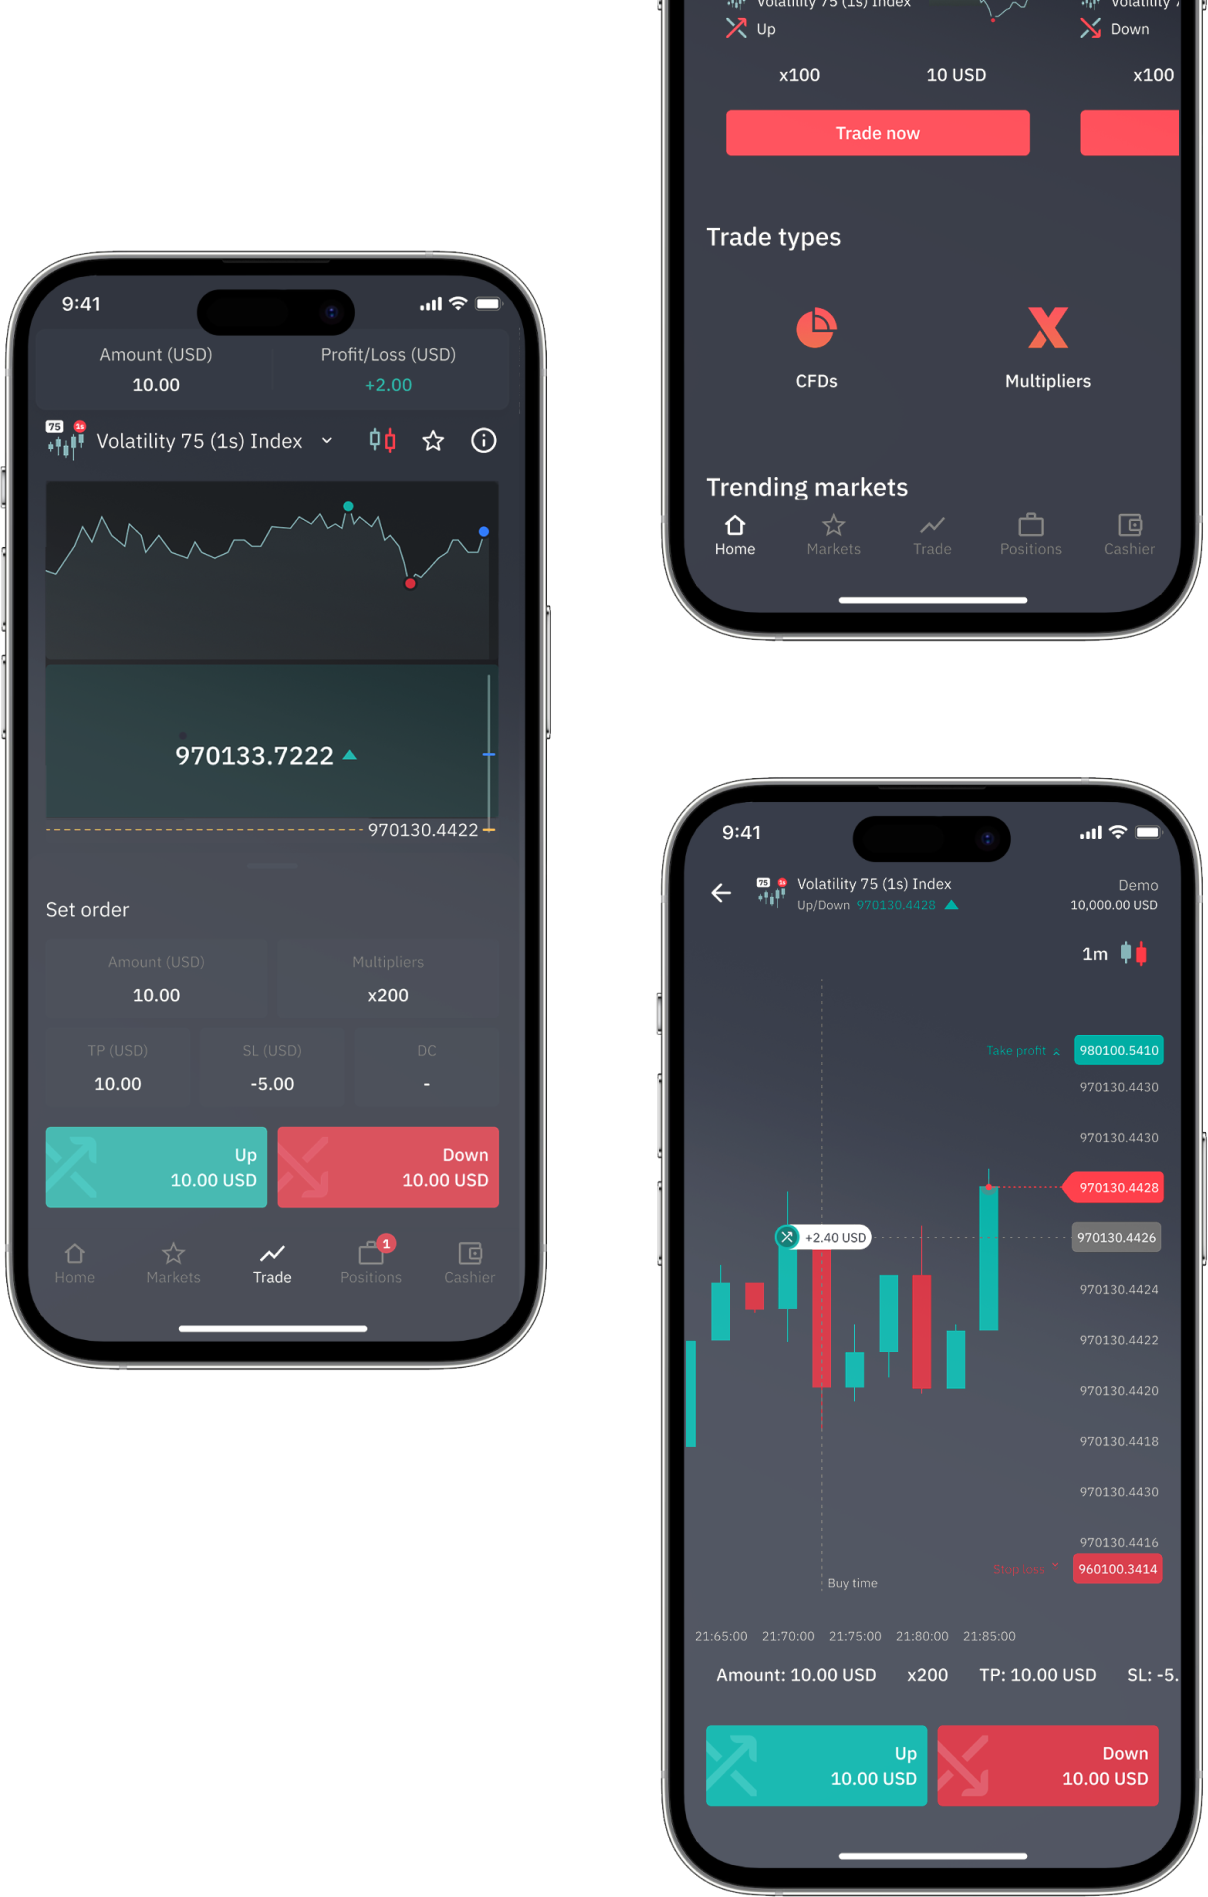 9:41
Amount (USD)
Profit/Loss (USD)
10.00
+2.00
75
1s
Volatility 75 (1s) Index
970133.7222
970130.4422
Set order
Amount (USD)
Multipliers
10.00
x200
TP (USD)
SL (USD)
DC
10.00
-5.00
-
Up
10.00 USD
Down
10.00 USD
1
Home
Markets
Trade
Positions
Cashier
Volatility 75 (1s) Index
Volatility 7
Up
Down
x100
10 USD
x100
Trade now
Trade types
CFDs
Multipliers
Trending markets
Home
Markets
Trade
Positions
Cashier
9:41
75
1s
Volatility 75 (1s) Index
Demo
Up/Down 970130.4428
10,000.00 USD
1m
Take profit
980100.5410
970130.4430
970130.4430
970130.4428
+2.40 USD
970130.4426
970130.4424
970130.4422
970130.4420
970130.4418
970130.4430
970130.4416
Stop loss
960100.3414
Buy time
21:65:00 21:70:00 21:75:00 21:80:00 21:85:00
Amount: 10.00 USD x200 TP: 10.00 USD SL: -5.
Up
10.00 USD
Down
10.00 USD